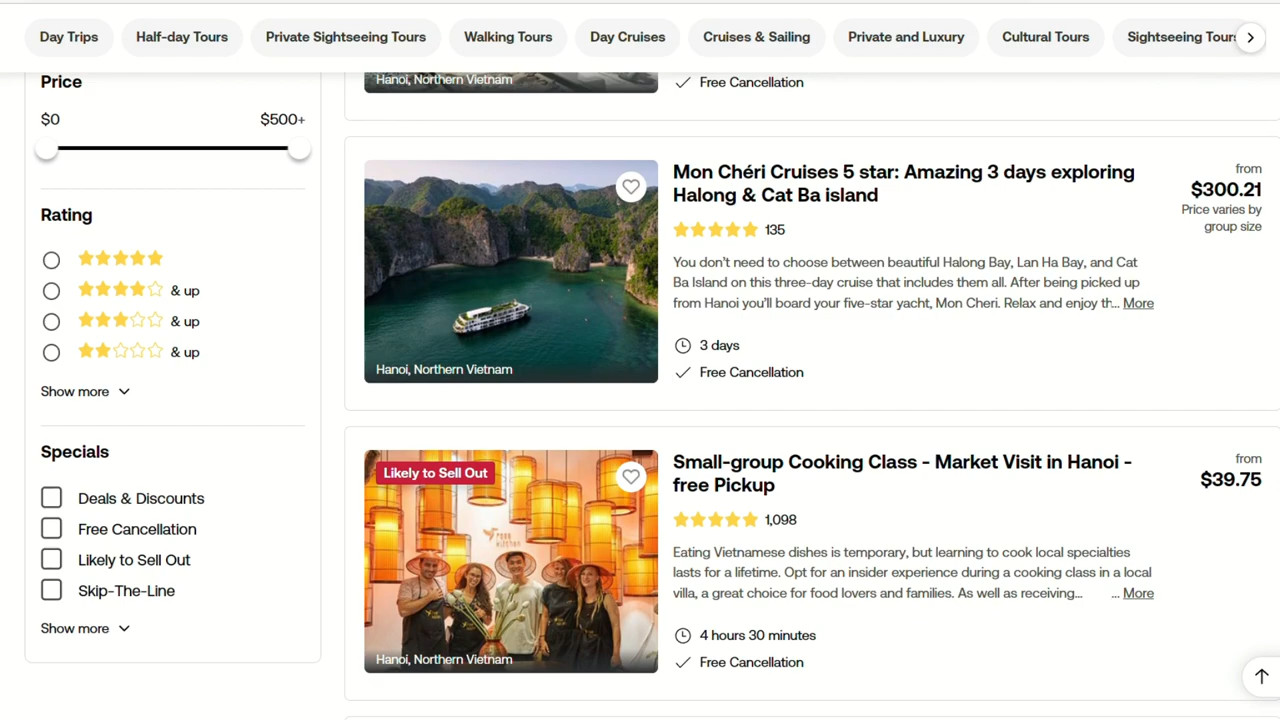 Day Trips
Half-day Tours
Private Sightseeing Tours
Walking Tours
Day Cruises
Cruises & Sailing
Private and Luxury
Cultural Tours
Sightseeing Tours
Price
$0
$500+
Rating
& up
& up
& up
Show more
Specials
Deals & Discounts
Free Cancellation
Likely to Sell Out
Skip-The-Line
Show more
Hanoi, Northern Vietnam
Free Cancellation
Hanoi, Northern Vietnam
Mon Chéri Cruises 5 star: Amazing 3 days exploring
Halong & Cat Ba island
135
You don't need to choose between beautiful Halong Bay, Lan Ha Bay, and Cat
Ba Island on this three-day cruise that includes them all. After being picked up
from Hanoi you'll board your five-star yacht, Mon Cheri. Relax and enjoy th... More
3 days
Free Cancellation
from
$300.21
Price varies by
group size
Likely to Sell Out
Hanoi, Northern Vietnam
Small-group Cooking Class - Market Visit in Hanoi -
free Pickup
1,098
Eating Vietnamese dishes is temporary, but learning to cook local specialties
lasts for a lifetime. Opt for an insider experience during a cooking class in a local
villa, a great choice for food lovers and families. As well as receiving... ... More
4 hours 30 minutes
Free Cancellation
from
$39.75